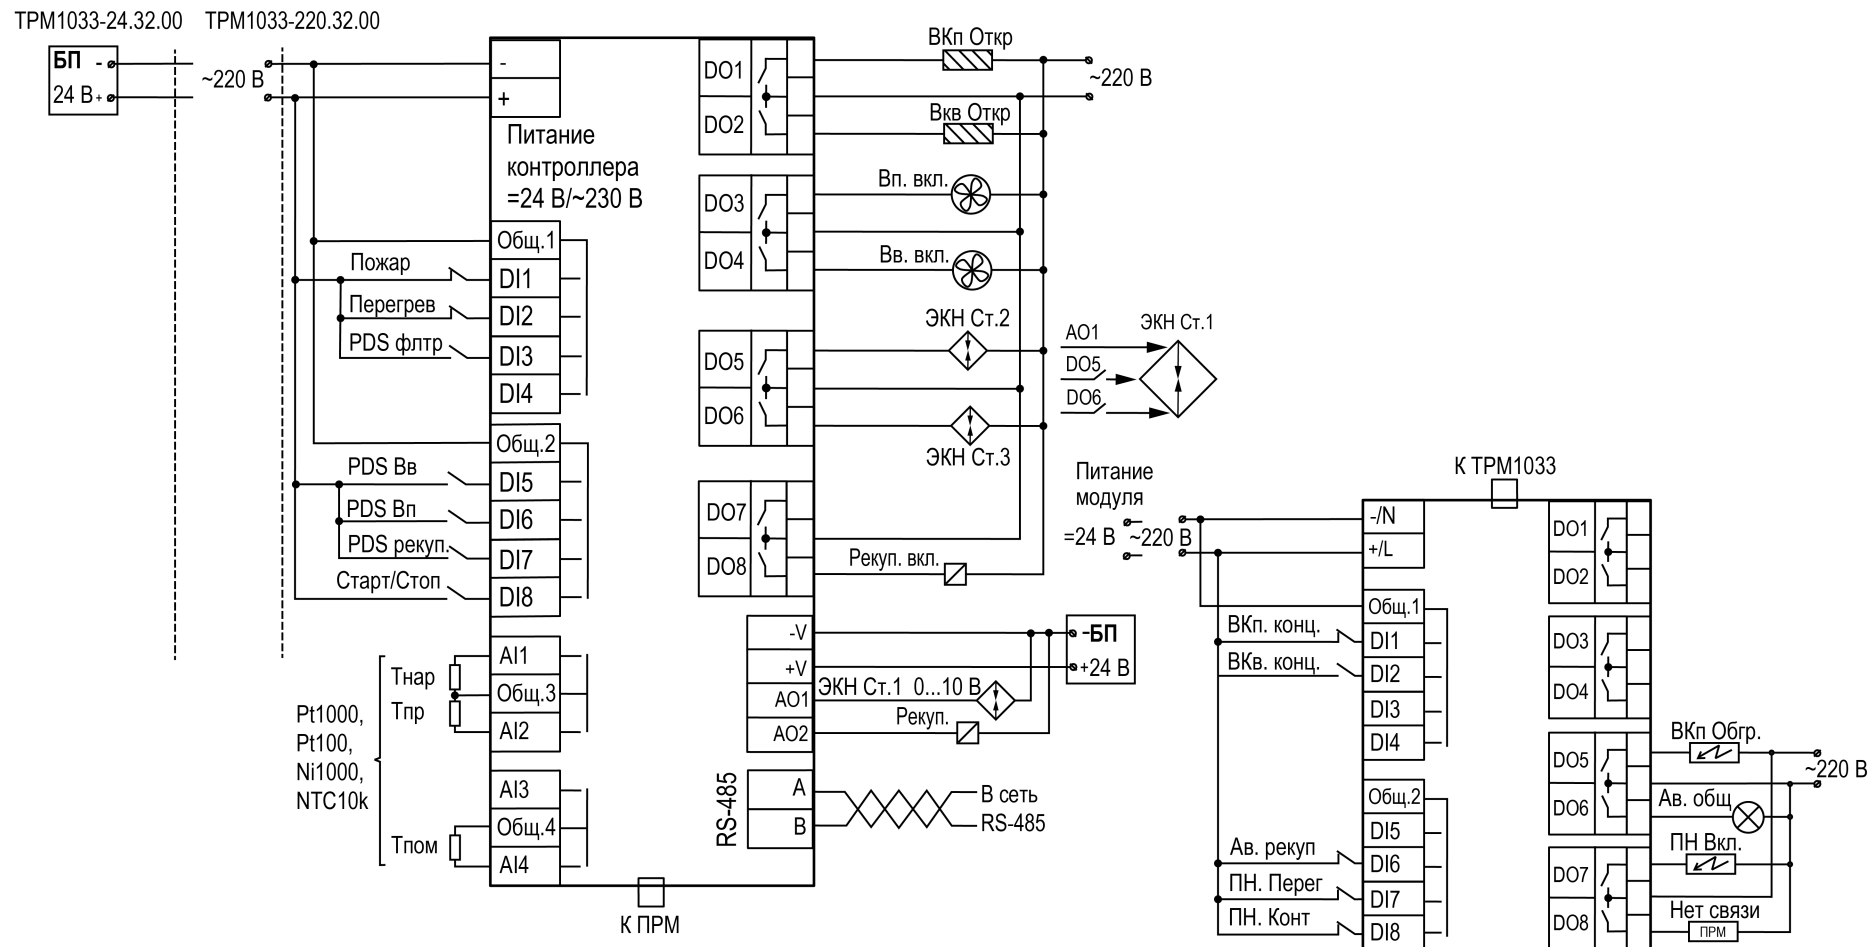 ТРМ1033-24.32.00
ТРМ1033-220.32.00
БП -
24 В +
~220 В
-
+
Питание
контроллера
=24 В/~230 В
Общ.1
Пожар
DI1
Перегрев
DI2
PDS флтр
DI3
DI4
Общ.2
PDS Вв
DI5
PDS Вп
DI6
PDS рекуп.
DI7
Старт/Стоп
DI8
AI1
Тнар
Общ.3
Тпр
AI2
Pt1000,
Pt100,
Ni1000,
NTC10k
AI3
Общ.4
Тпом
AI4
К ПРМ
DO1
DO2
DO3
DO4
DO5
DO6
DO7
DO8
ВКп Откр
~220 В
Вкв Откр
Вп. вкл.
Вв. вкл.
ЭКН Ст.2
ЭКН Ст.3
Рекуп. вкл.
-V
+V
AO1
AO2
-БП
+24 В
ЭКН Ст.1 0...10 В
Рекуп.
RS-485
A
B
В сеть
RS-485
AO1
DO5
DO6
ЭКН Ст.1
Питание
модуля
=24 В ~220 В
К ТРМ1033
-/N
+/L
Общ.1
ВКп. конц.
DI1
ВКв. конц.
DI2
DI3
DI4
Общ.2
DI5
Ав. рекуп
DI6
ПН. Перег
DI7
ПН. Конт
DI8
DO1
DO2
DO3
DO4
DO5
DO6
DO7
DO8
ВКп Обгр.
~220 В
Ав. общ
ПН Вкл.
Нет связи
ПРМ